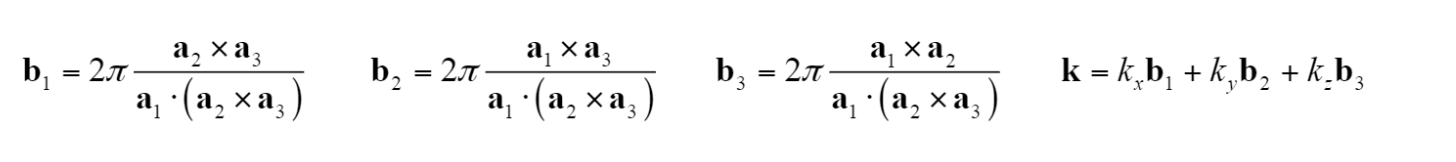 b₁ = 2π (a₂ × a₃) / (a₁ · (a₂ × a₃))    b₂ = 2π (a₁ × a₃) / (a₁ · (a₂ × a₃))    b₃ = 2π (a₁ × a₂) / (a₁ · (a₂ × a₃))    k = kₓb₁ + k_yb₂ + k_zb₃